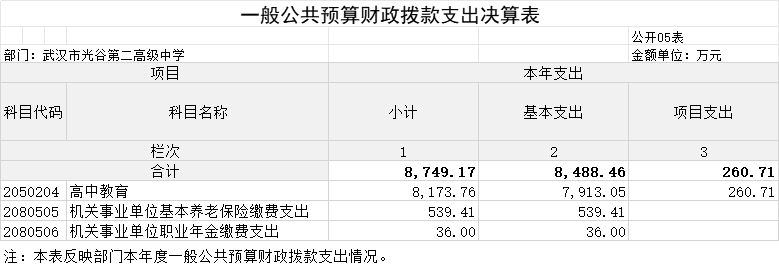 一般公共预算财政拨款支出决算表
公开05表
部门：武汉市光谷第二高级中学 金额单位：万元
项目 本年支出
科目代码 科目名称 小计 基本支出 项目支出
栏次 1 2 3
合计 8,749.17 8,488.46 260.71
2050204 高中教育 8,173.76 7,913.05 260.71
2080505 机关事业单位基本养老保险缴费支出 539.41 539.41
2080506 机关事业单位职业年金缴费支出 36.00 36.00
注：本表反映部门本年度一般公共预算财政拨款支出情况。